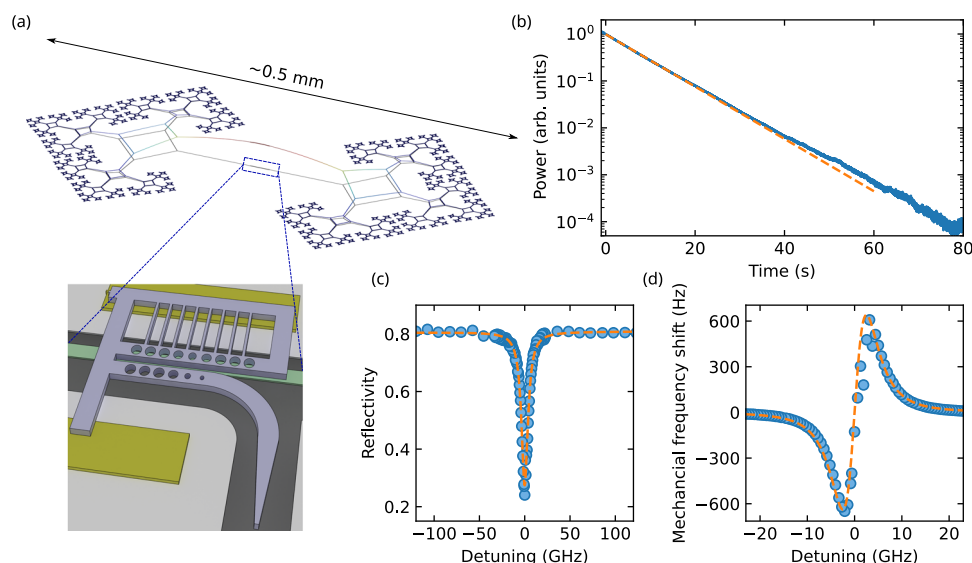 (a)
~0.5 mm
(b)
Power (arb. units)
10⁰
10⁻¹
10⁻²
10⁻³
10⁻⁴
0
20
40
60
80
Time (s)
(c)
Reflectivity
0.8
0.6
0.4
0.2
−100
−50
0
50
100
Detuning (GHz)
(d)
Mechancial frequency shift (Hz)
600
300
0
−300
−600
−20
−10
0
10
20
Detuning (GHz)